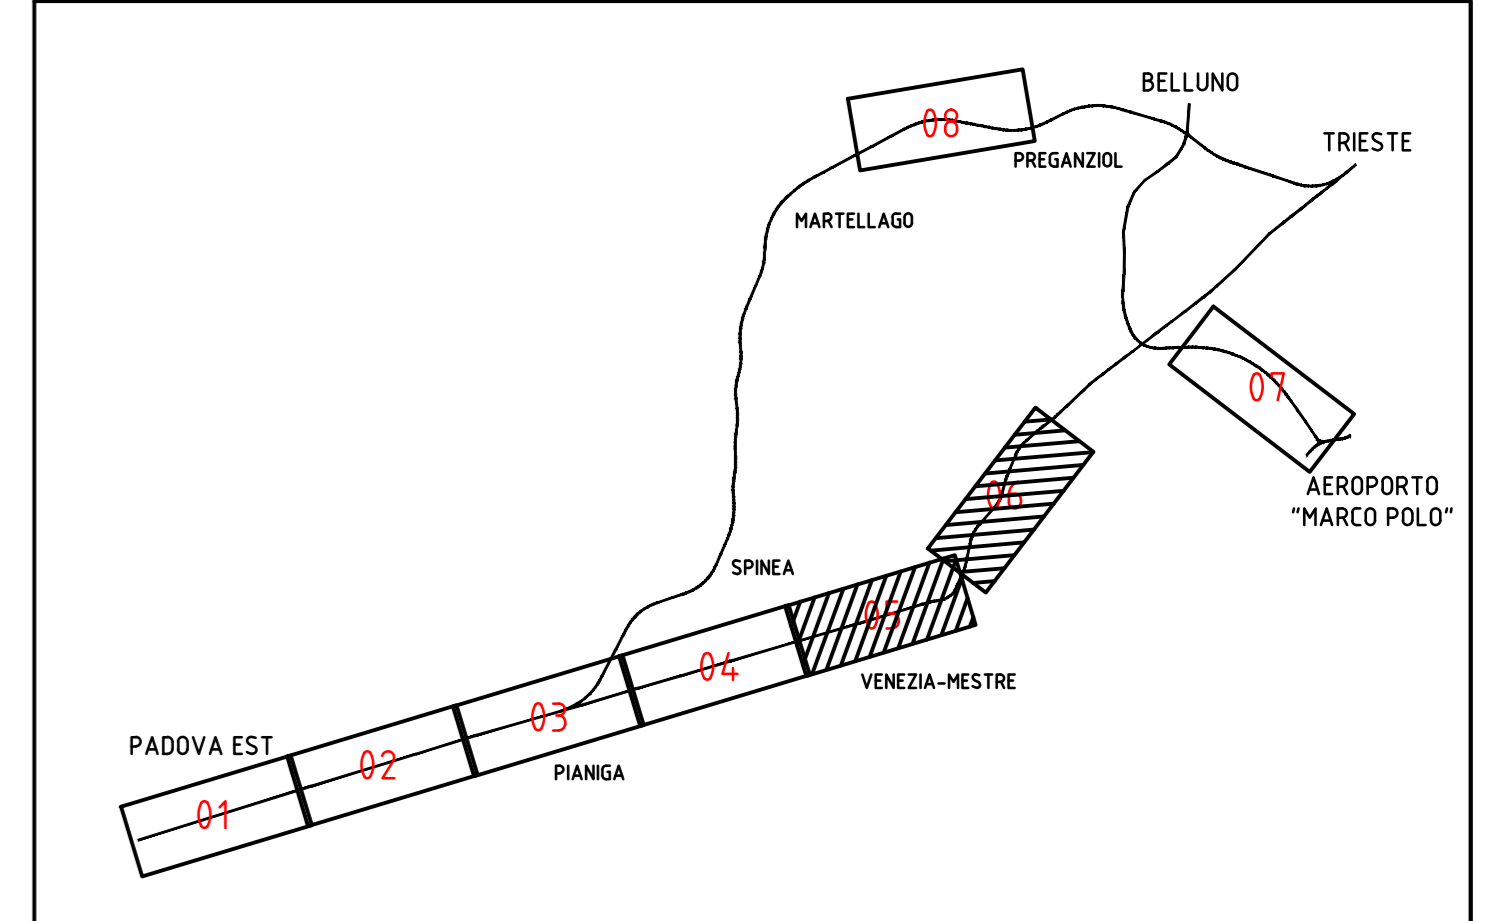 BELLUNO
08
TRIESTE
PREGANZIOL
MARTELLAGO
07
AEROPORTO
"MARCO POLO"
06
SPINEA
05
04
VENEZIA-MESTRE
03
PADOVA EST
02
PIANIGA
01